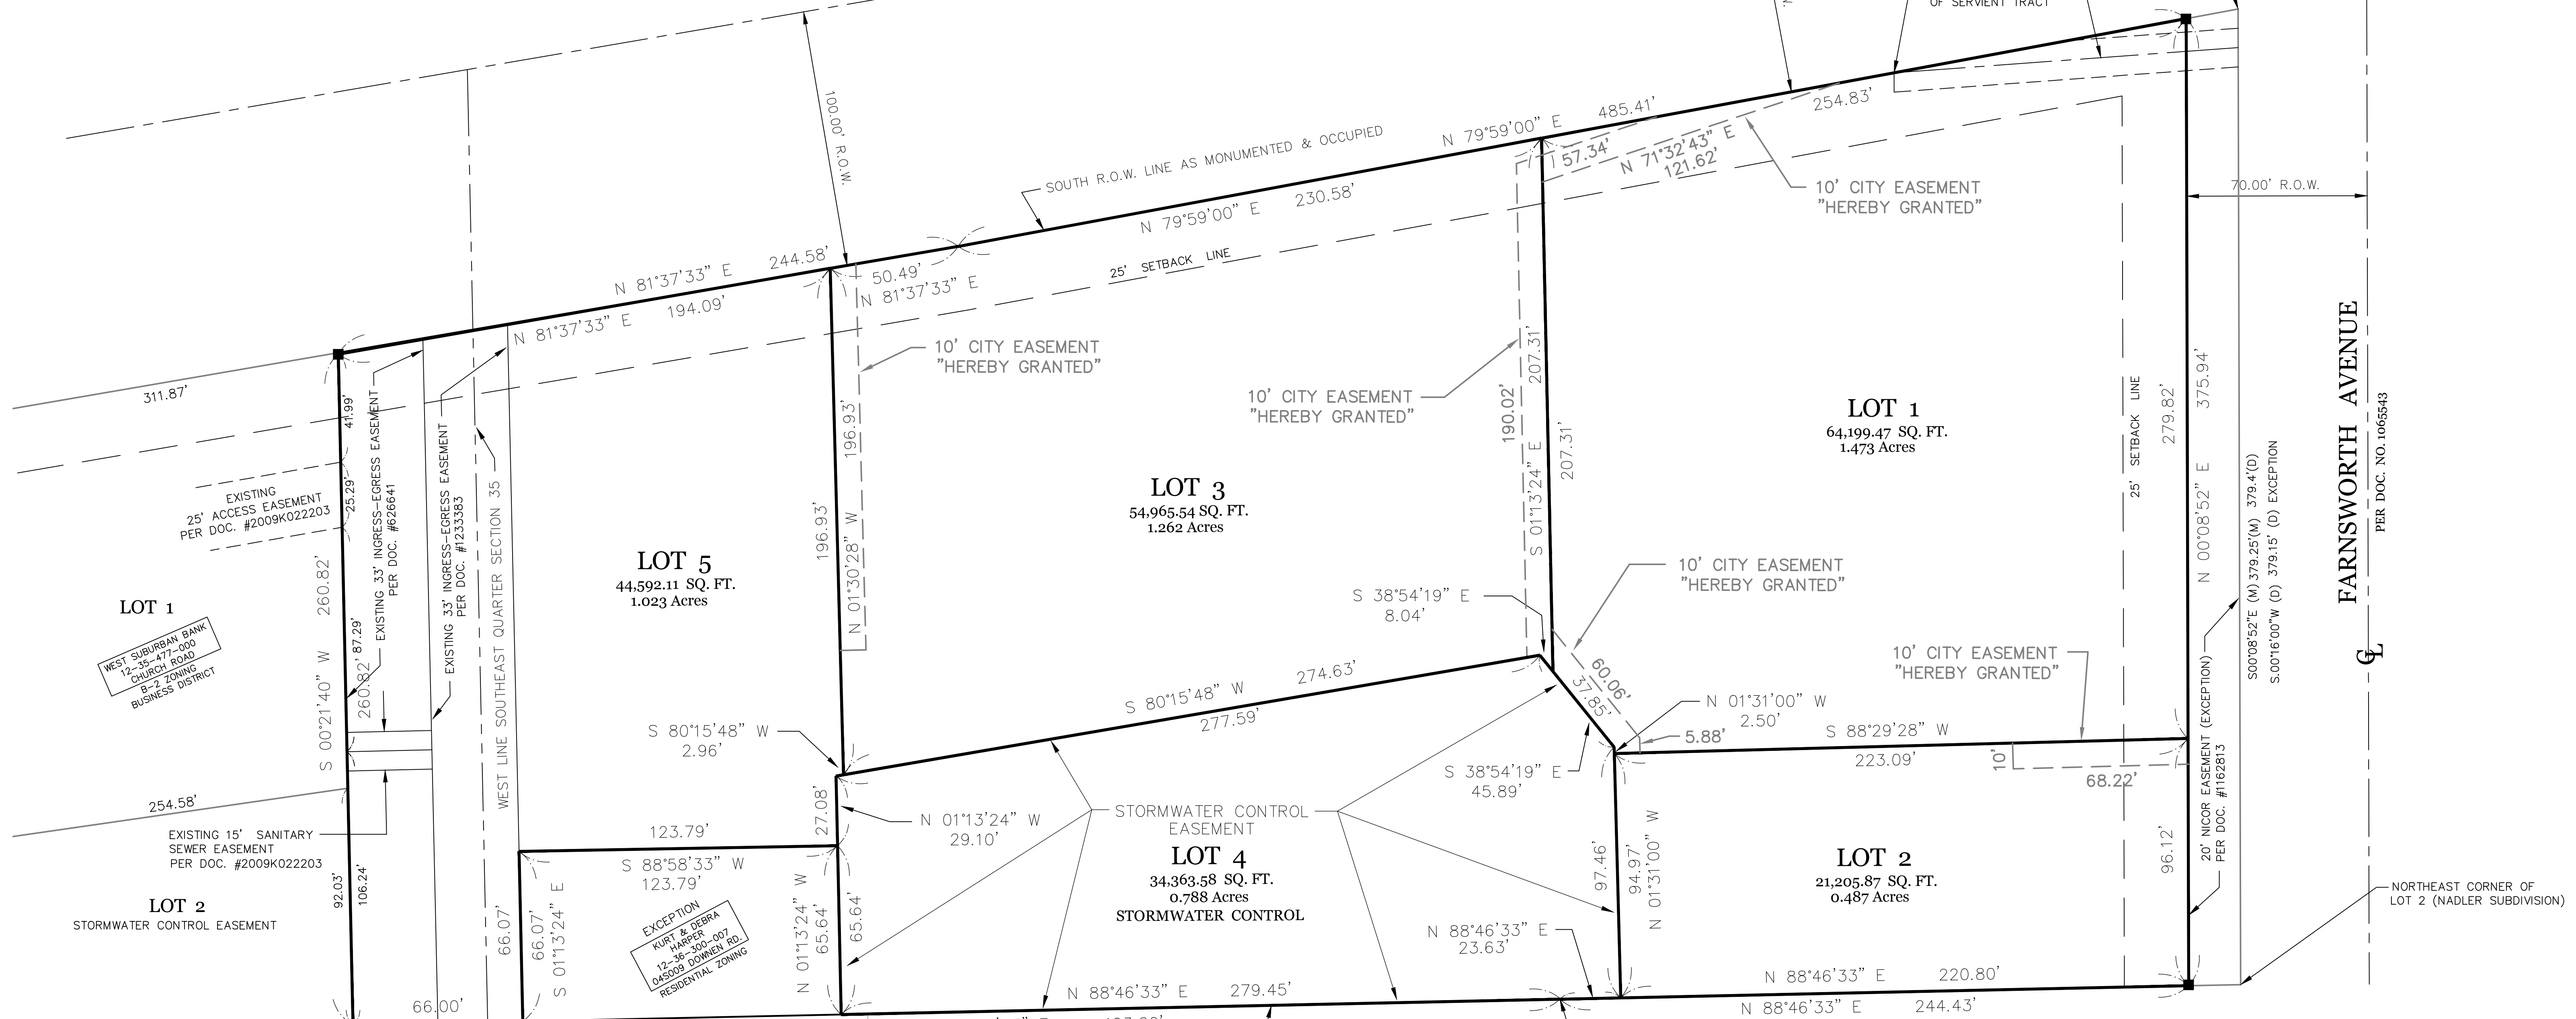 OF SERVIENT TRACT
100.00' R.O.W.
SOUTH R.O.W. LINE AS MONUMENTED & OCCUPIED
N 79°59'00" E 485.41'
254.83'
57.34'
N 71°32'43" E
121.62'
10' CITY EASEMENT
"HEREBY GRANTED"
70.00' R.O.W.
N 79°59'00" E 230.58'
25' SETBACK LINE
N 81°37'33" E 244.58'
50.49'
N 81°37'33" E
N 81°37'33" E 194.09'
311.87'
10' CITY EASEMENT
"HEREBY GRANTED"
10' CITY EASEMENT
"HEREBY GRANTED"
41.99'
25.29'
EXISTING
25' ACCESS EASEMENT
PER DOC. #2009K022203
EXISTING 33' INGRESS-EGRESS EASEMENT
PER DOC. #626641
EXISTING 33' INGRESS-EGRESS EASEMENT
PER DOC. #1233383
WEST LINE SOUTHEAST QUARTER SECTION 35
S 00°21'40" W 260.82'
87.29'
260.82'
LOT 1
WEST SUBURBAN BANK
12-35-477-000
CHURCH ROAD
B-2 ZONING
BUSINESS DISTRICT
LOT 5
44,592.11 SQ. FT.
1.023 Acres
196.93'
196.93'
N 01°30'28" W
LOT 3
54,965.54 SQ. FT.
1.262 Acres
190.02'
207.31'
S 01°13'24" E
207.31'
LOT 1
64,199.47 SQ. FT.
1.473 Acres
25' SETBACK LINE
279.82'
N 00°08'52" E 375.94'
S00°08'52"E (M) 379.25'(M) 379.4'(D)
S.00°16'00"W (D) 379.15' (D) EXCEPTION
FARNSWORTH AVENUE
PER DOC. NO. 1065543
CL
10' CITY EASEMENT
"HEREBY GRANTED"
S 38°54'19" E
8.04'
60.06'
37.85'
10' CITY EASEMENT
"HEREBY GRANTED"
N 01°31'00" W
2.50'
5.88'
S 88°29'28" W
223.09'
10'
68.22'
S 80°15'48" W 274.63'
277.59'
S 80°15'48" W
2.96'
S 38°54'19" E
45.89'
254.58'
EXISTING 15' SANITARY
SEWER EASEMENT
PER DOC. #2009K022203
92.03'
106.24'
LOT 2
STORMWATER CONTROL EASEMENT
123.79'
S 88°58'33" W
123.79'
27.08'
N 01°13'24" W
29.10'
STORMWATER CONTROL
EASEMENT
LOT 4
34,363.58 SQ. FT.
0.788 Acres
STORMWATER CONTROL
97.46'
94.97'
N 01°31'00" W
LOT 2
21,205.87 SQ. FT.
0.487 Acres
96.12'
20' NICOR EASEMENT (EXCEPTION)
PER DOC. #1162813
NORTHEAST CORNER OF
LOT 2 (NADLER SUBDIVISION)
66.07'
66.07'
S 01°13'24" E
EXCEPTION
KURT & DEBRA
HARPER
12-36-300-007
04S009 DOWNEN RD.
RESIDENTIAL ZONING
N 01°13'24" W
65.64'
65.64'
N 88°46'33" E
23.63'
N 88°46'33" E 279.45'
N 88°46'33" E 220.80'
N 88°46'33" E 244.43'
66.00'